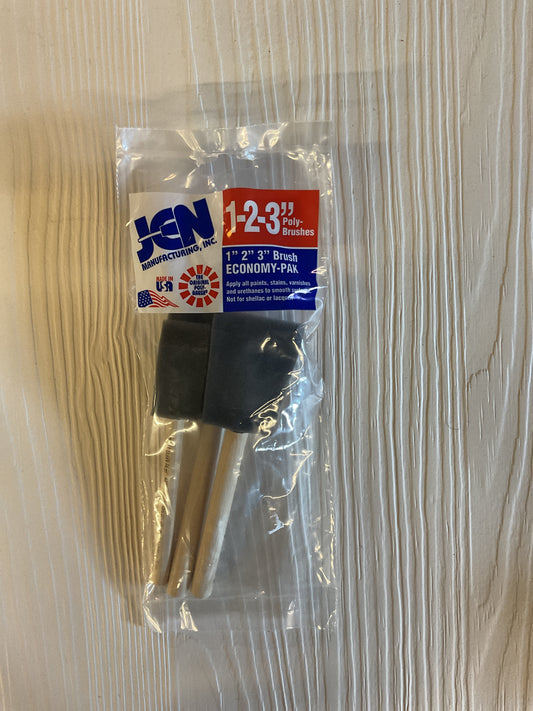 JEN
MANUFACTURING, INC.
MADE IN
USA
THE
ORIGINAL
POLY-
BRUSH®
1-2-3”
Poly-
Brushes
1” 2” 3” Brush
ECONOMY-PAK
Apply all paints, stains, varnishes
and urethanes to smooth
Not for shellac or lacquer